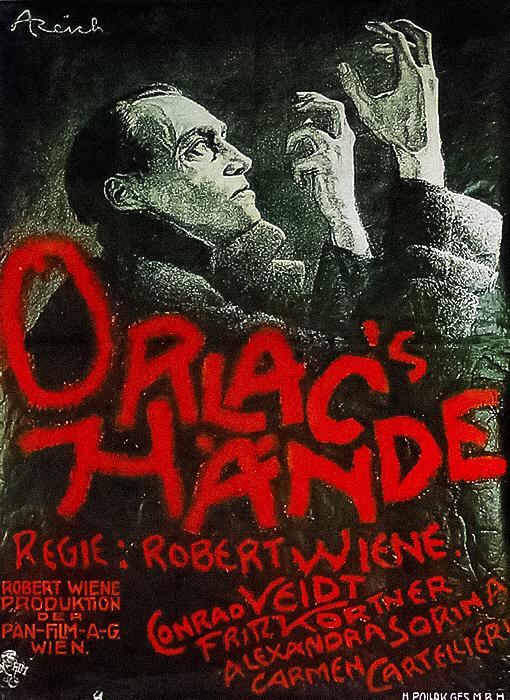 ORLAC's
HÄNDE
REGIE: ROBERT WIENE.
ROBERT WIENE
PRODUKTION
DER
PAN-FILM-A-G.
WIEN.
CONRAD VEIDT
FRITZ KORTNER
ALEXANDRA SORINA
CARMEN CARTELLIERI
H. POLLAK GES. M. B. H.